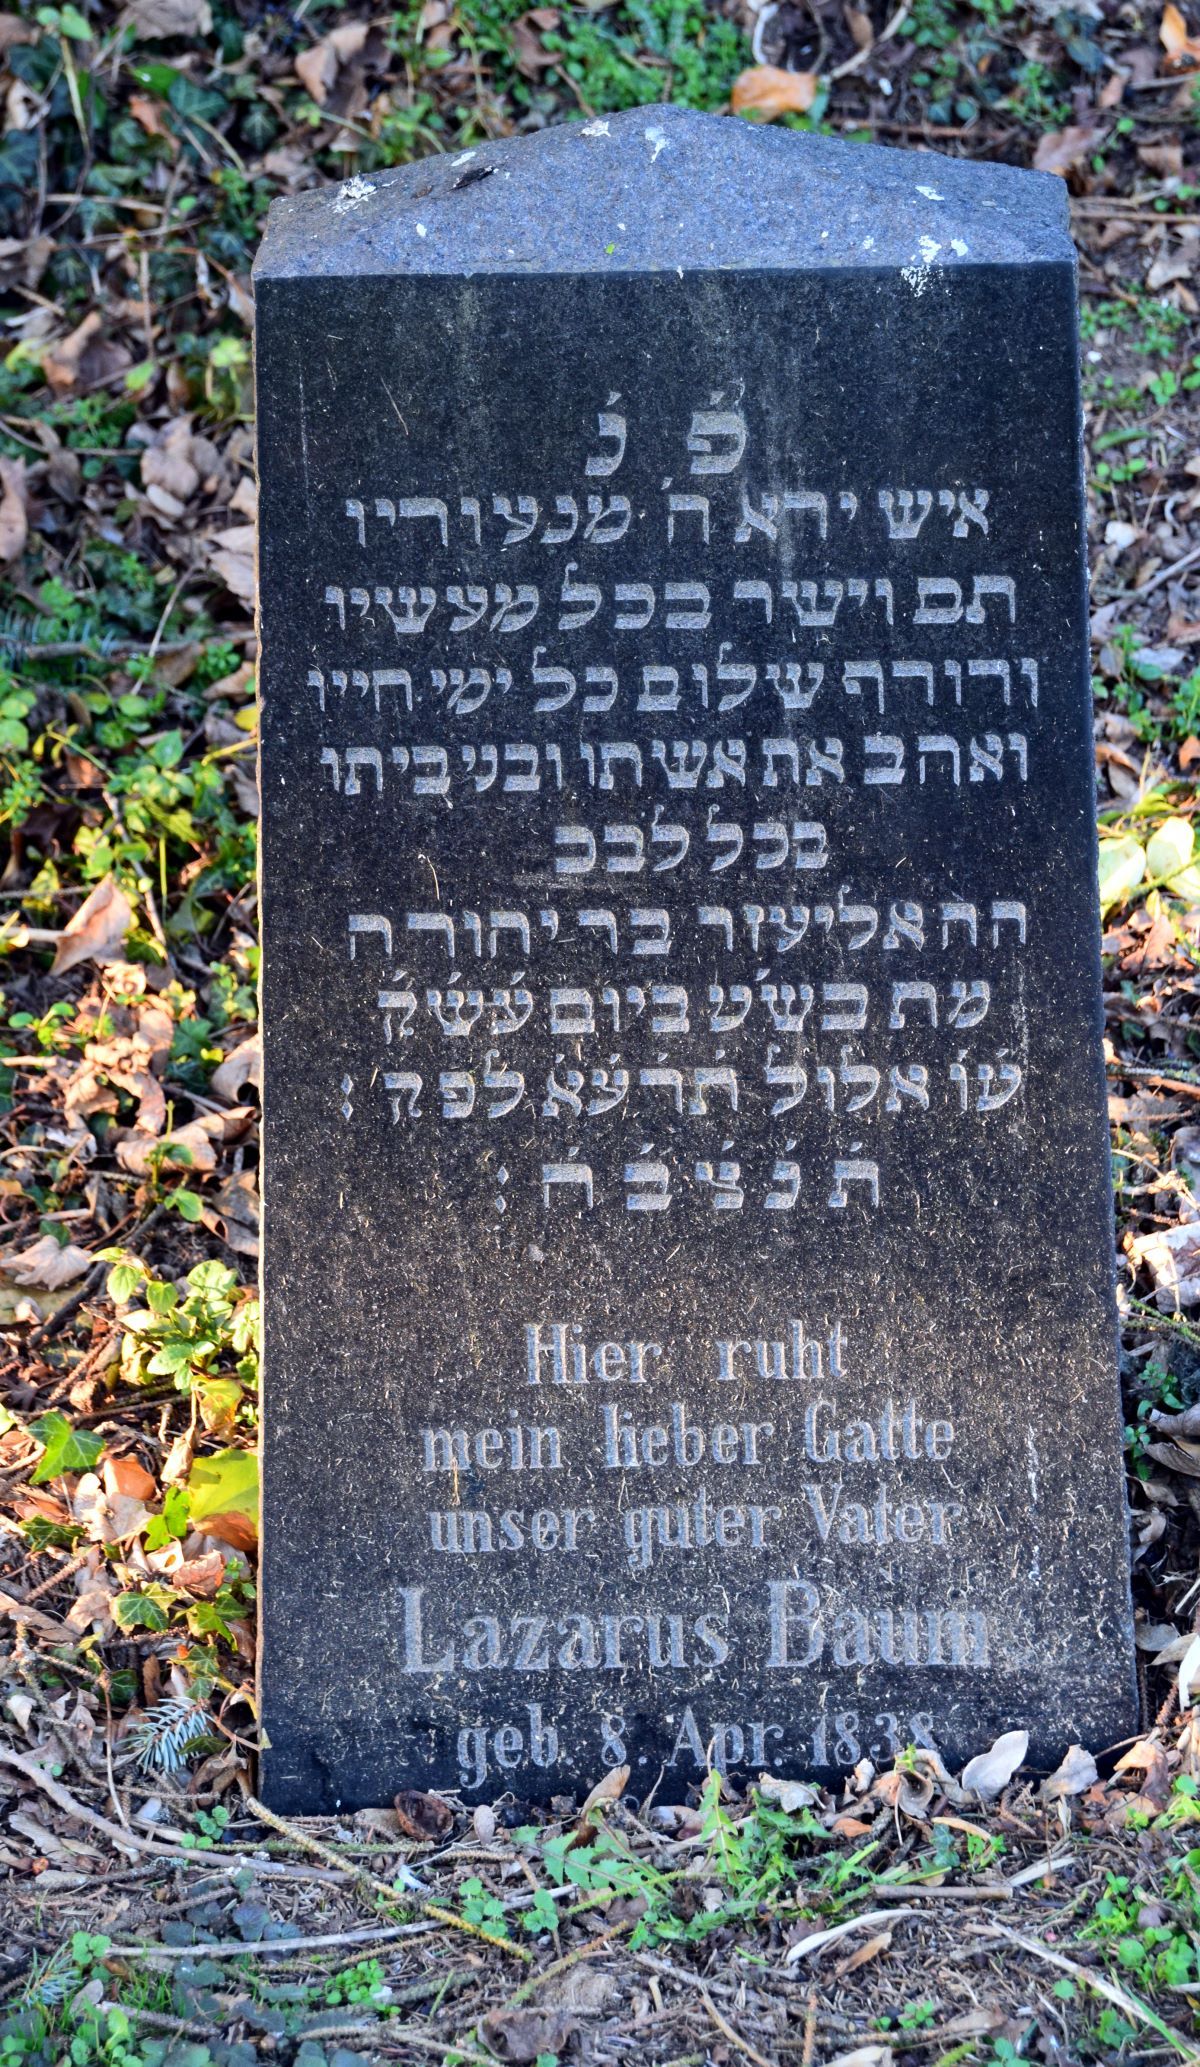 פ׳ נ׳
איש ירא ה׳ מנעוריו
תם וישר בכל מעשיו
ורודף שלום כל ימי חייו
ואהב את אשתו ובני ביתו
בכל לבב
הה אליעזר בר יהודה
מת בש״ט ביום עש״ק
ט״ו אלול תרצא לפק :
ת נ צ ב ה :
Hier ruht
mein lieber Gatte
unser guter Vater
Lazarus Baum
geb. 8. Apr. 1838